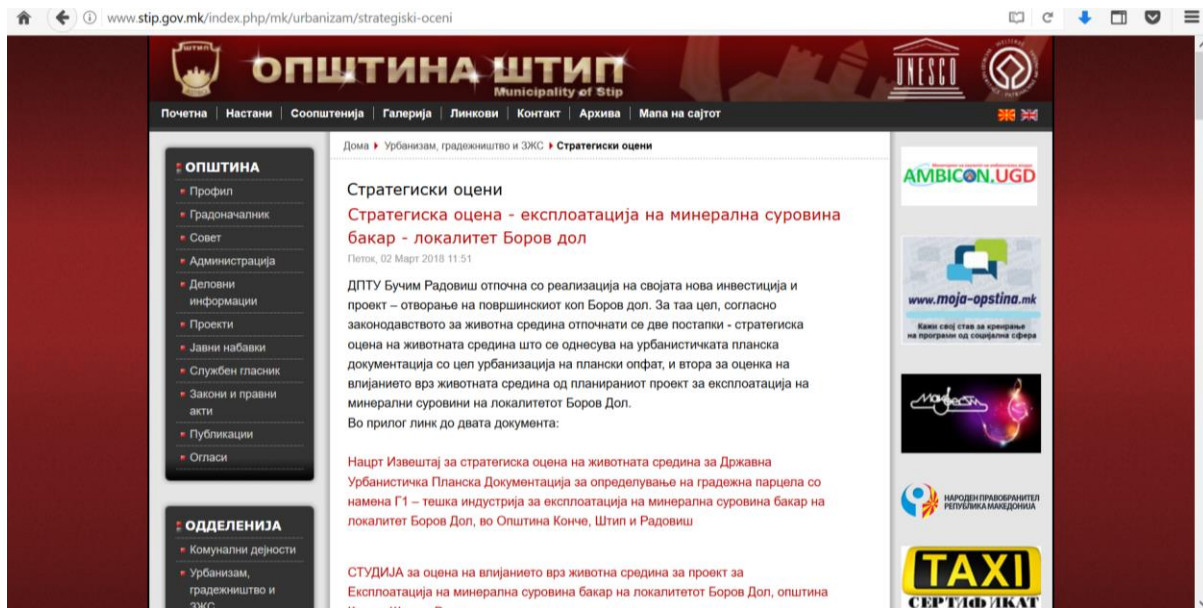 www.stip.gov.mk/index.php/mk/urbanizam/strategiski-oceni
ШТИП
ОПШТИНА ШТИП
Municipality of Stip
UNESCO
Почетна
Настани
Соопштенија
Галерија
Линкови
Контакт
Архива
Мапа на сајтот
ОПШТИНА
Профил
Градоначалник
Совет
Администрација
Деловни
информации
Проекти
Јавни набавки
Службен гласник
Закони и правни
акти
Публикации
Огласи
ОДДЕЛЕНИЈА
Комунални дејности
Урбанизам,
градежништво и
ЗЖС
Дома Урбанизам, градежништво и ЗЖС Стратегиски оцени
Стратегиски оцени
Стратегиска оцена - експлоатација на минерална суровина
бакар - локалитет Боров дол
Петок, 02 Март 2018 11:51
ДПТУ Бучим Радовиш отпочна со реализација на својата нова инвестиција и
проект – отворање на површинскиот коп Боров дол. За таа цел, согласно
законодавството за животна средина отпочнати се две постапки - стратегиска
оцена на животната средина што се однесува на урбанистичката планска
документација со цел урбанизација на плански опфат, и втора за оценка на
влијанието врз животната средина од планираниот проект за експлоатација на
минерални суровини на локалитетот Боров Дол.
Во прилог линк до двата документа:
Нацрт Извештај за стратегиска оцена на животната средина за Државна
Урбанистичка Планска Документација за определување на градежна парцела со
намена Г1 – тешка индустрија за експлоатација на минерална суровина бакар на
локалитет Боров Дол, во Општина Конче, Штип и Радовиш
СТУДИЈА за оцена на влијанието врз животна средина за проект за
Експлоатација на минерална суровина бакар на локалитетот Боров Дол, општина
AMBICON.UGD
www.moja-opstina.mk
Кажи свој став за креирање
на програми од социјална сфера
Макфест
НАРОДЕН ПРАВОБРАНИТЕЛ
РЕПУБЛИКА МАКЕДОНИЈА
TAXI
СЕРТИФИКАТ